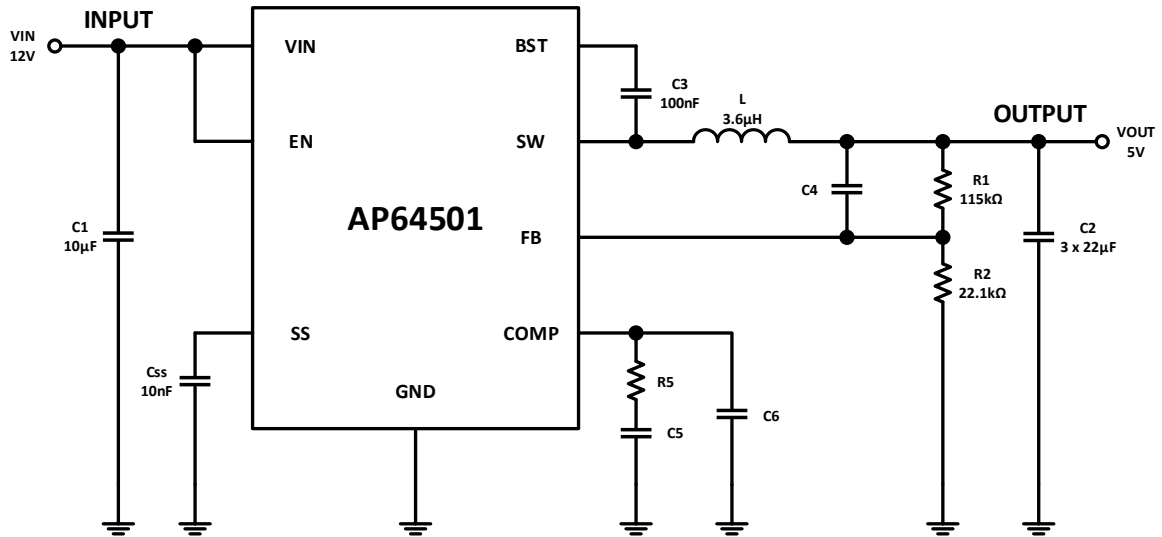 INPUT
VIN
12V
VIN
BST
C3
100nF
L
3.6μH
OUTPUT
VOUT
5V
EN
SW
C4
R1
115kΩ
AP64501
C1
10μF
FB
C2
3 x 22μF
R2
22.1kΩ
SS
COMP
Css
10nF
GND
R5
C5
C6